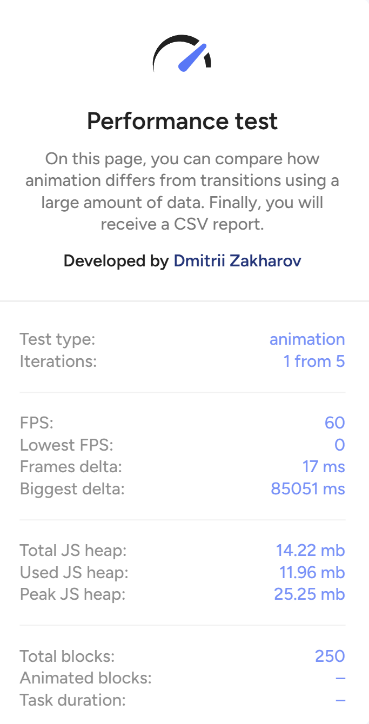 Performance test
On this page, you can compare how
animation differs from transitions using a
large amount of data. Finally, you will
receive a CSV report.
Developed by Dmitrii Zakharov
Test type: animation
Iterations: 1 from 5
FPS: 60
Lowest FPS: 0
Frames delta: 17 ms
Biggest delta: 85051 ms
Total JS heap: 14.22 mb
Used JS heap: 11.96 mb
Peak JS heap: 25.25 mb
Total blocks: 250
Animated blocks: –
Task duration: –